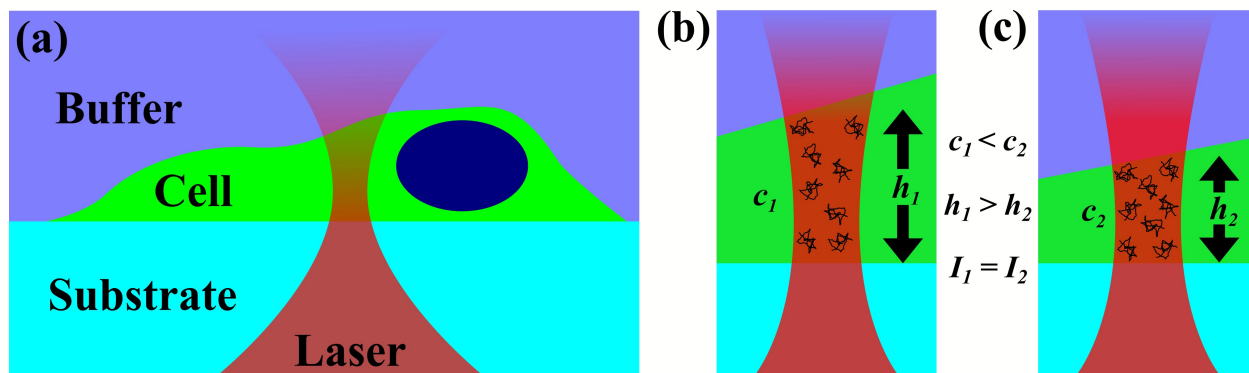 (a)
Buffer
Cell
Substrate
Laser
(b)
c1
h1
c1 < c2
h1 > h2
I1 = I2
(c)
c2
h2